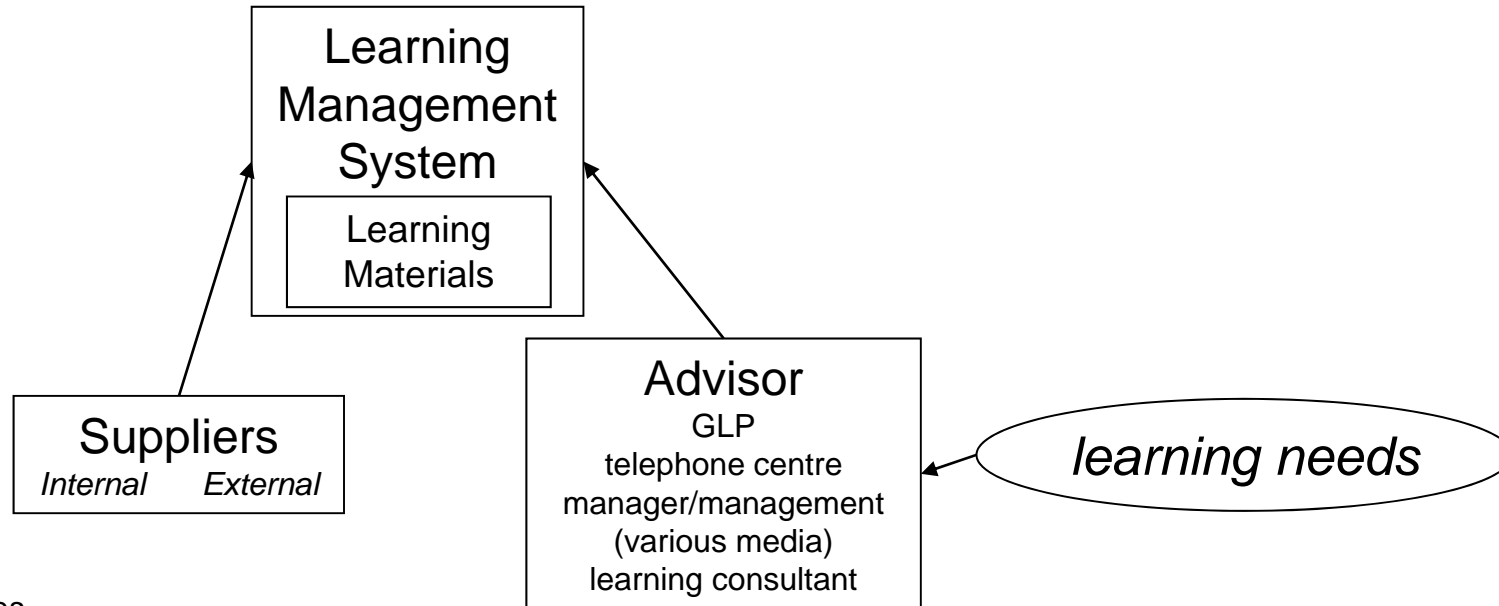 Learning
Management
System
Learning
Materials
Suppliers
Internal External
Advisor
GLP
telephone centre
manager/management
(various media)
learning consultant
learning needs